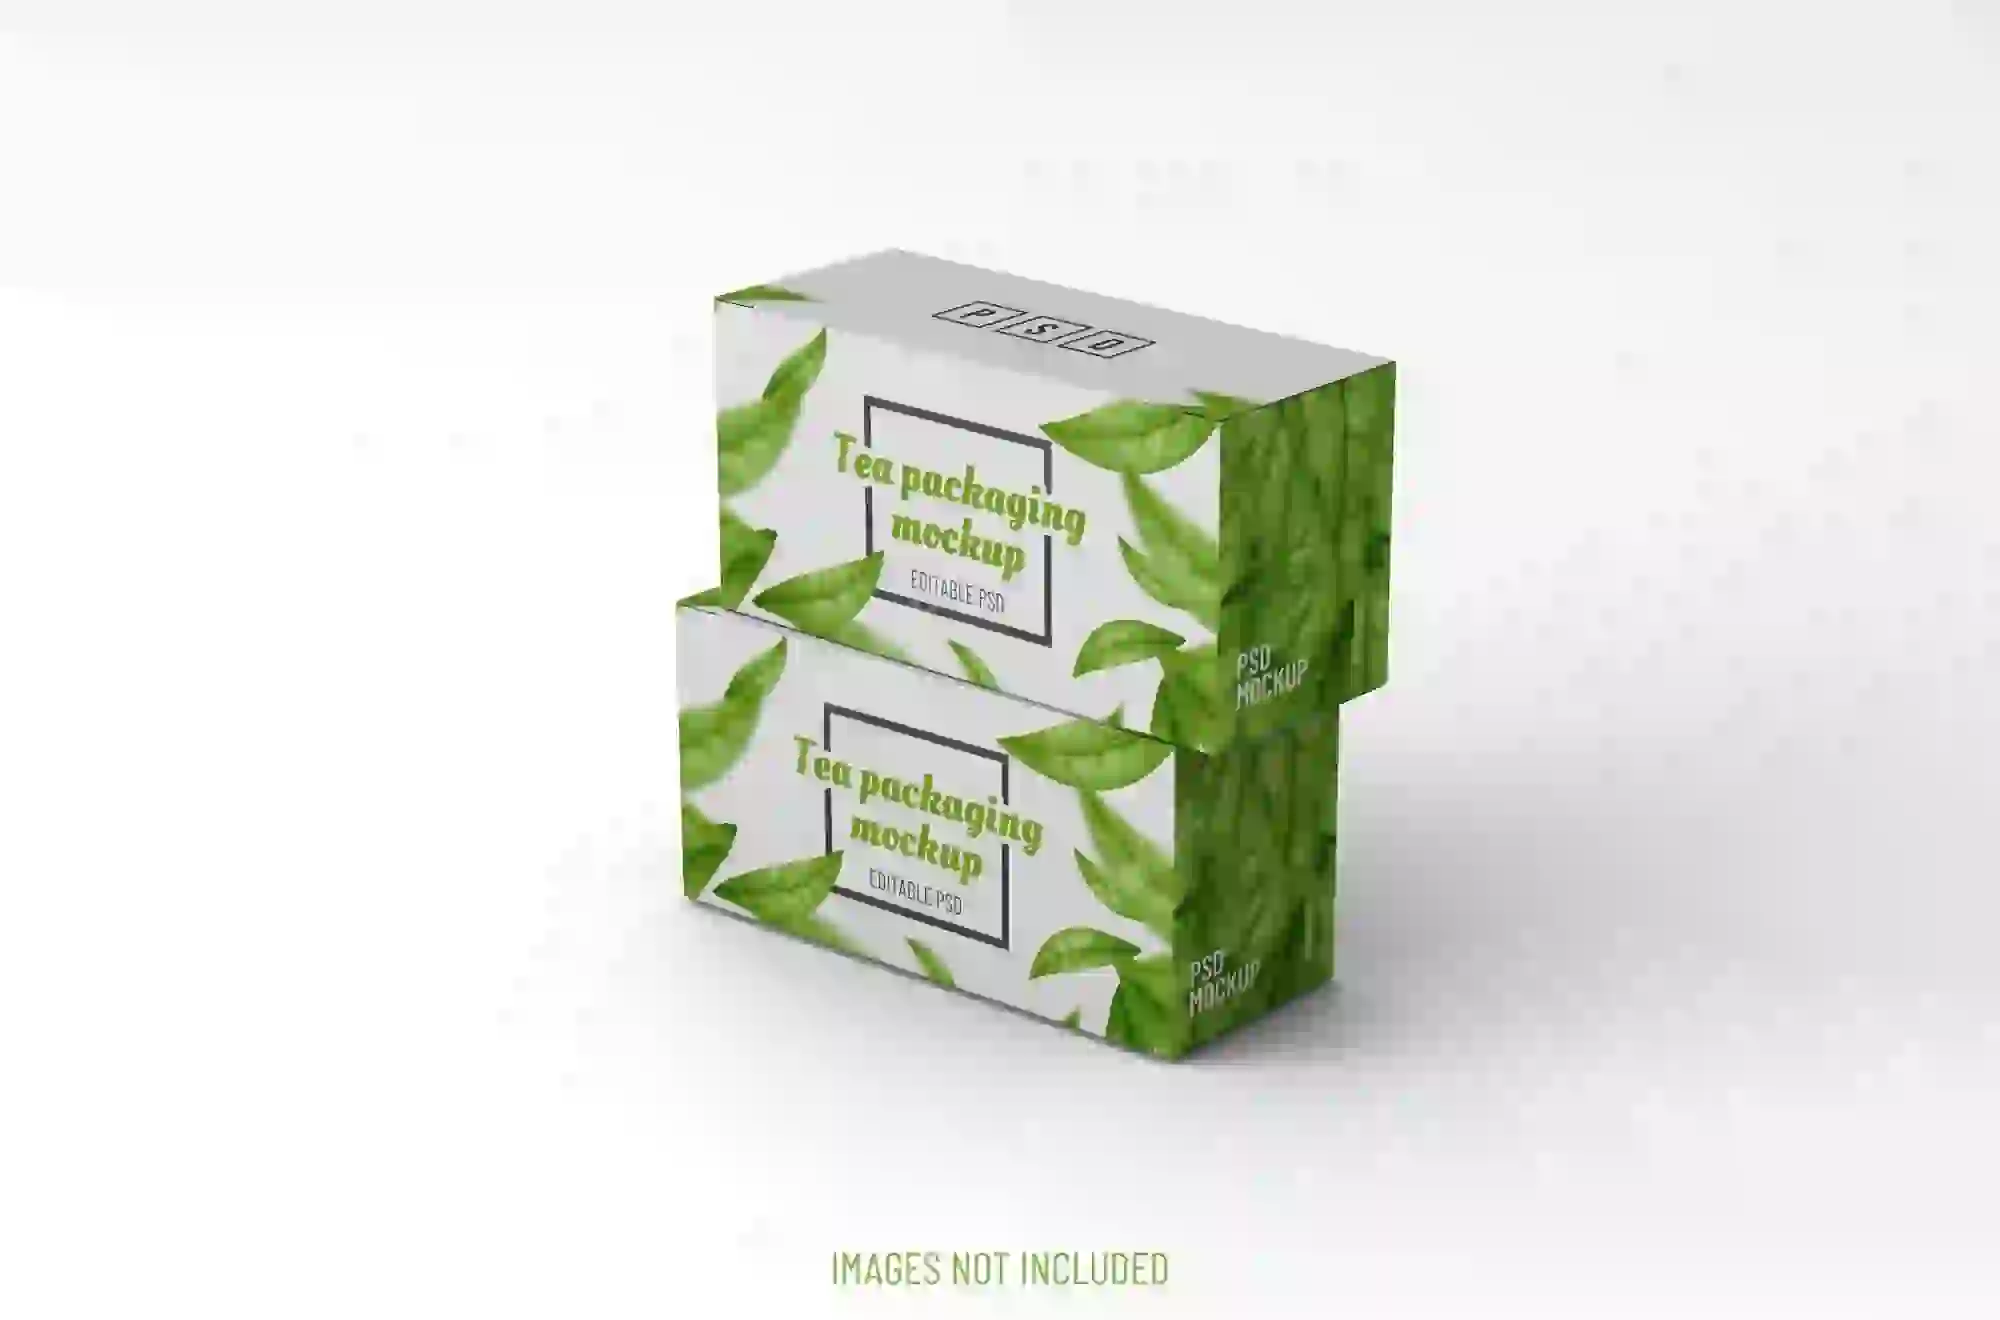 PSD
Tea packaging
mockup
EDITABLE PSD
PSD
MOCKUP
Tea packaging
mockup
EDITABLE PSD
PSD
MOCKUP
IMAGES NOT INCLUDED